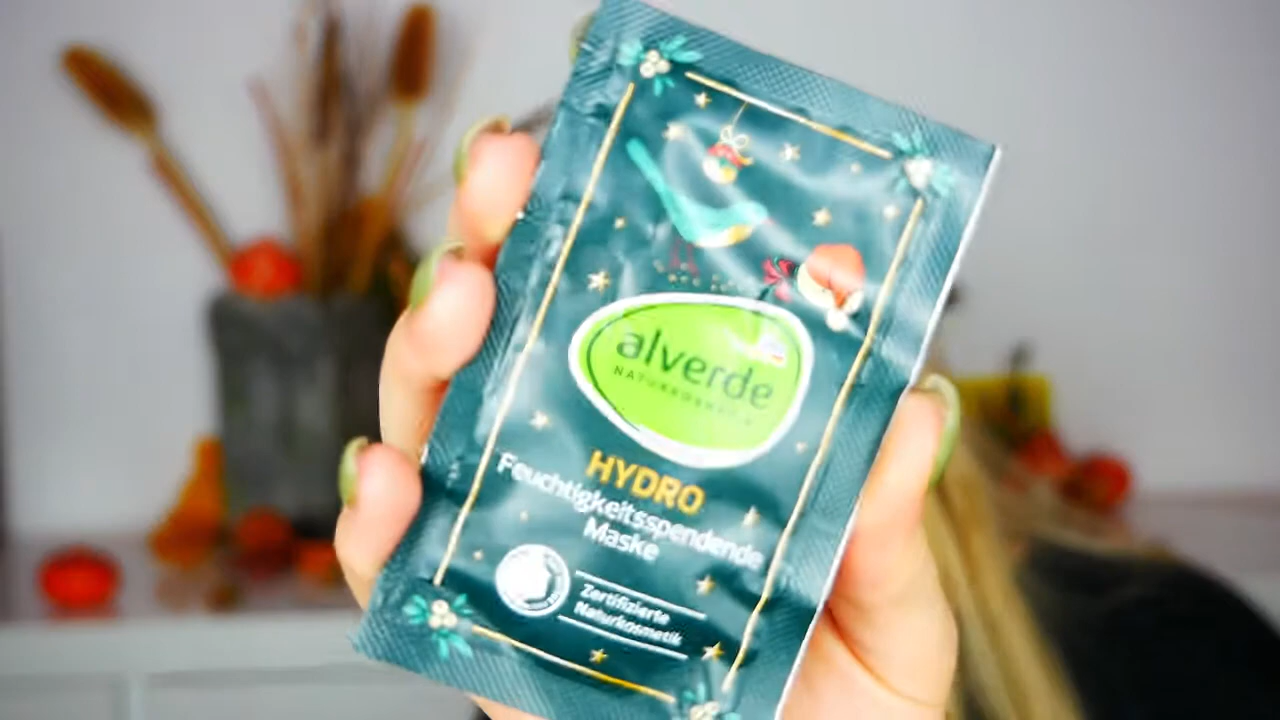 alverde
NATURKOSMETIK
HYDRO
Feuchtigkeitsspendende
Maske
Zertifizierte
Naturkosmetik